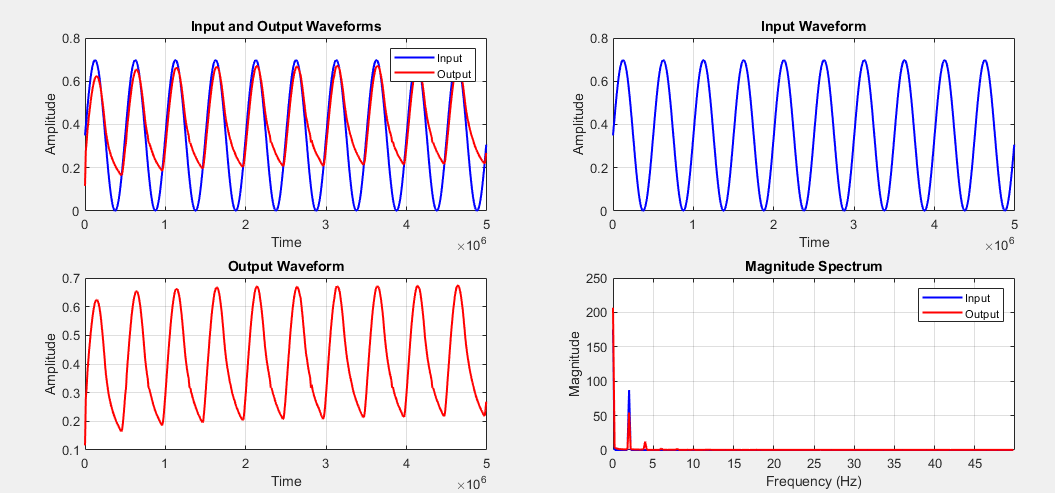 Input and Output Waveforms
0.8
0.6
0.4
0.2
0
Amplitude
Input
Output
0 1 2 3 4 5
Time
×10^6
Input Waveform
0.8
0.6
0.4
0.2
0
Amplitude
0 1 2 3 4 5
Time
×10^6
Output Waveform
0.7
0.6
0.5
0.4
0.3
0.2
0.1
Amplitude
0 1 2 3 4 5
Time
×10^6
Magnitude Spectrum
250
200
150
100
50
0
Magnitude
Input
Output
0 5 10 15 20 25 30 35 40 45
Frequency (Hz)